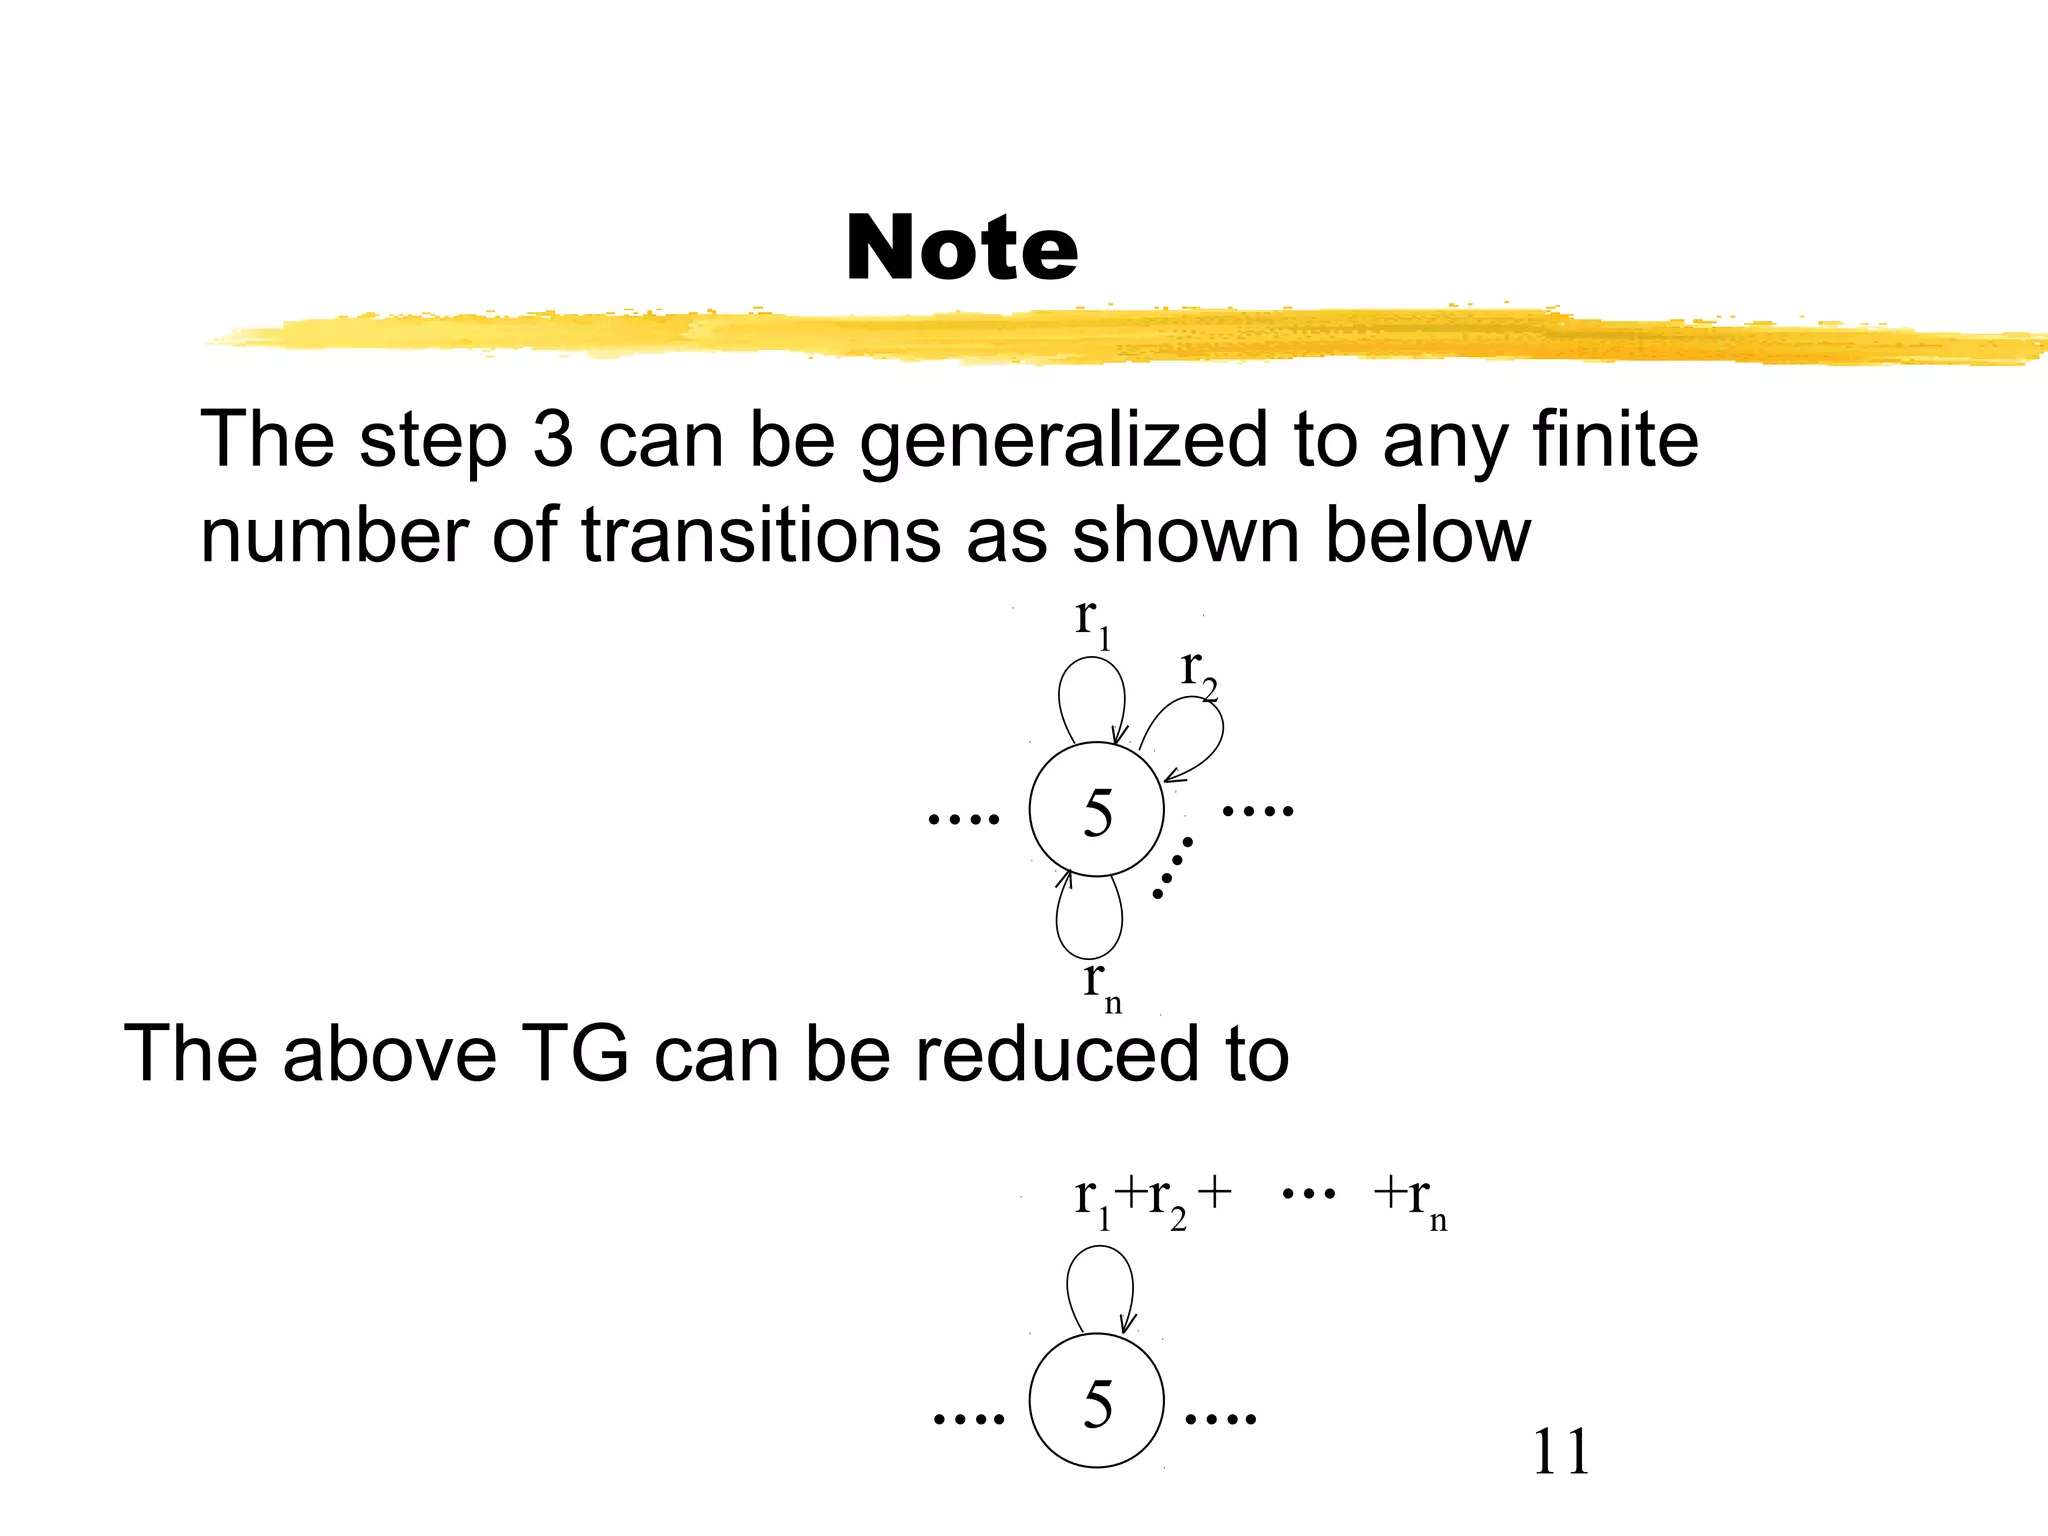 Note
The step 3 can be generalized to any finite
number of transitions as shown below
r1
r2
.... 5 ....
....
rn
The above TG can be reduced to
r1+r2+ ... +rn
.... 5 ....
11